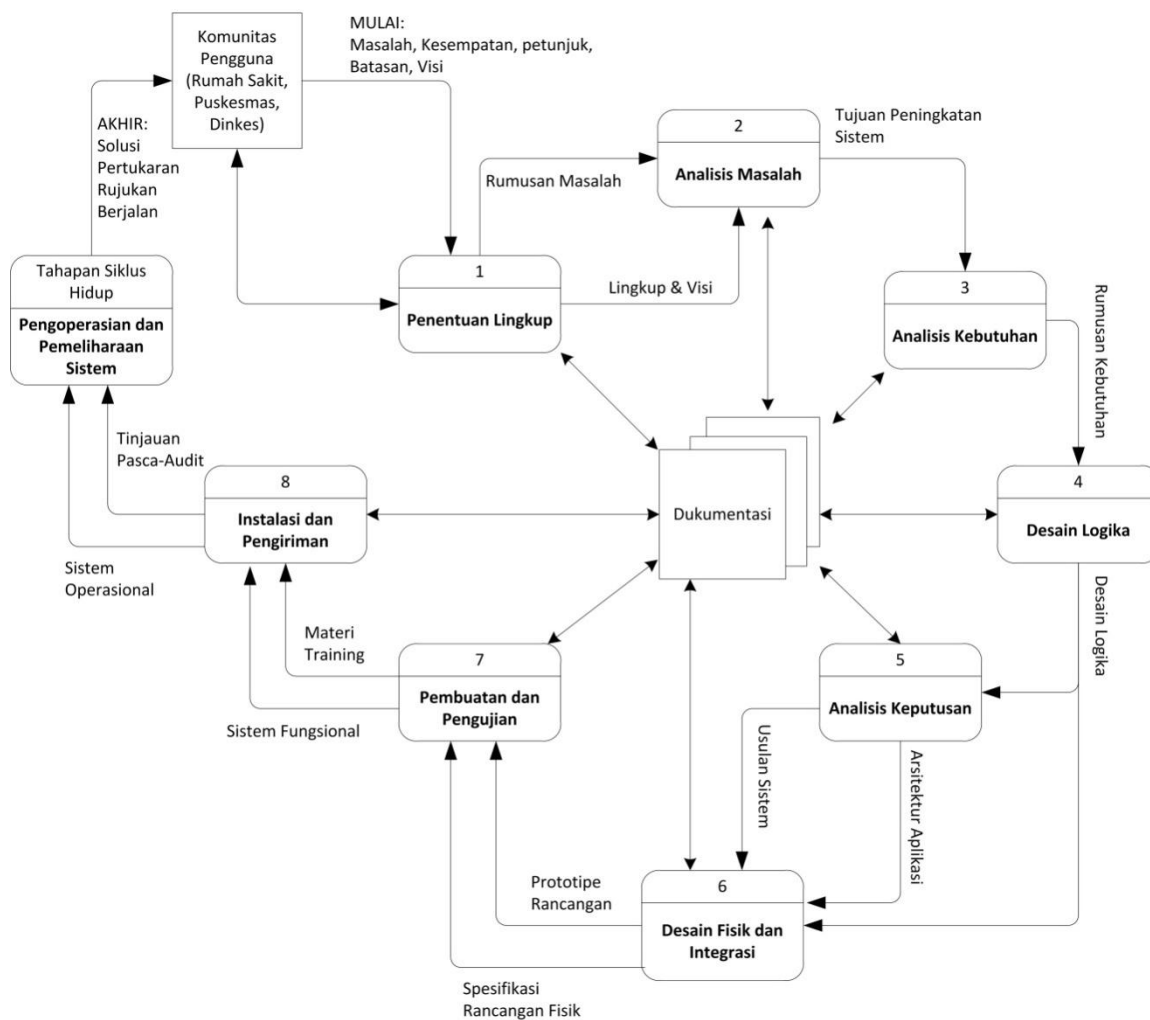 Komunitas
Pengguna
(Rumah Sakit,
Puskesmas,
Dinkes)
MULAI:
Masalah, Kesempatan, petunjuk,
Batasan, Visi
AKHIR:
Solusi
Pertukaran
Rujukan
Berjalan
2
Analisis Masalah
Tujuan Peningkatan
Sistem
Rumusan Masalah
1
Penentuan Lingkup
Lingkup & Visi
3
Analisis Kebutuhan
Rumusan Kebutuhan
Tahapan Siklus
Hidup
Pengoperasian dan
Pemeliharaan
Sistem
Tinjauan
Pasca-Audit
8
Instalasi dan
Pengiriman
Dokumentasi
4
Desain Logika
Sistem
Operasional
Desain Logika
Materi
Training
7
Pembuatan dan
Pengujian
5
Analisis Keputusan
Sistem Fungsional
Usulan Sistem
Arsitektur Aplikasi
Prototipe
Rancangan
6
Desain Fisik dan
Integrasi
Spesifikasi
Rancangan Fisik